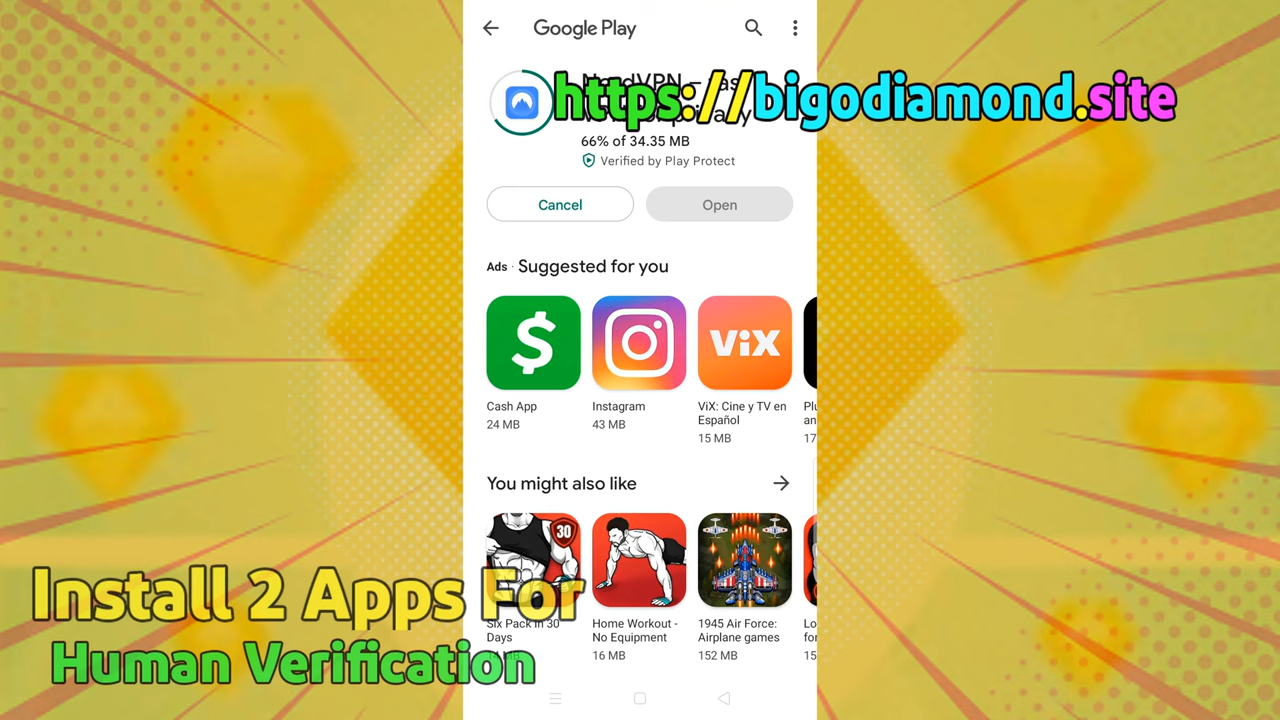 Google Play
https://bigodiamond.site
66% of 34.35 MB
Verified by Play Protect
Cancel
Open
Ads · Suggested for you
Cash App
24 MB
Instagram
43 MB
ViX
ViX: Cine y TV en
Español
15 MB
You might also like
30
Six Pack in 30
Days
Home Workout -
No Equipment
16 MB
1945 Air Force:
Airplane games
152 MB
Install 2 Apps For
Human Verification